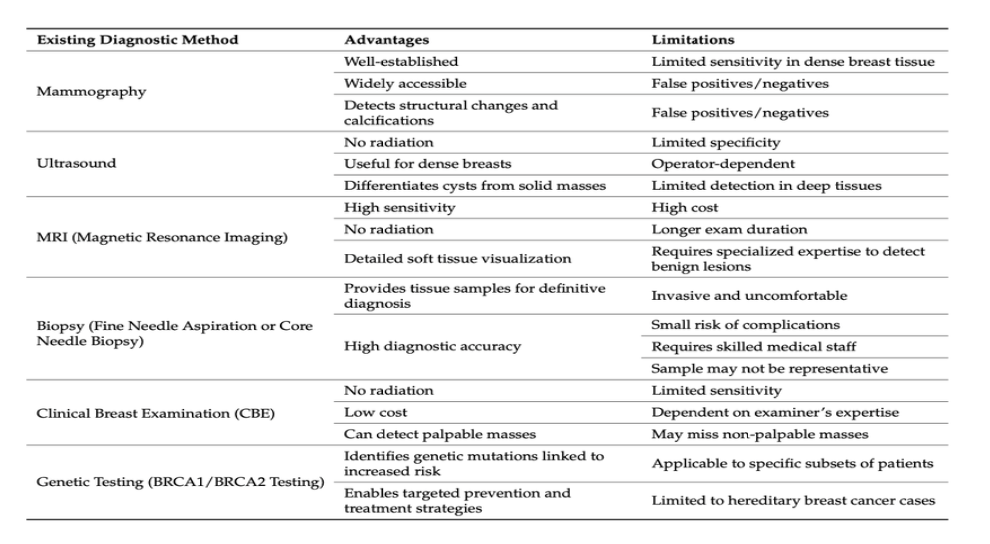 Existing Diagnostic Method Advantages Limitations
Mammography
Well-established Limited sensitivity in dense breast tissue
Widely accessible False positives/negatives
Detects structural changes and
calcifications
False positives/negatives
Ultrasound
No radiation Limited specificity
Useful for dense breasts Operator-dependent
Differentiates cysts from solid masses Limited detection in deep tissues
MRI (Magnetic Resonance Imaging)
High sensitivity High cost
No radiation Longer exam duration
Detailed soft tissue visualization
Requires specialized expertise to detect
benign lesions
Biopsy (Fine Needle Aspiration or Core
Needle Biopsy)
Provides tissue samples for definitive
diagnosis
Invasive and uncomfortable
High diagnostic accuracy
Small risk of complications
Requires skilled medical staff
Sample may not be representative
Clinical Breast Examination (CBE)
No radiation Limited sensitivity
Low cost Dependent on examiner's expertise
Can detect palpable masses May miss non-palpable masses
Genetic Testing (BRCA1/BRCA2 Testing)
Identifies genetic mutations linked to
increased risk
Applicable to specific subsets of patients
Enables targeted prevention and
treatment strategies
Limited to hereditary breast cancer cases